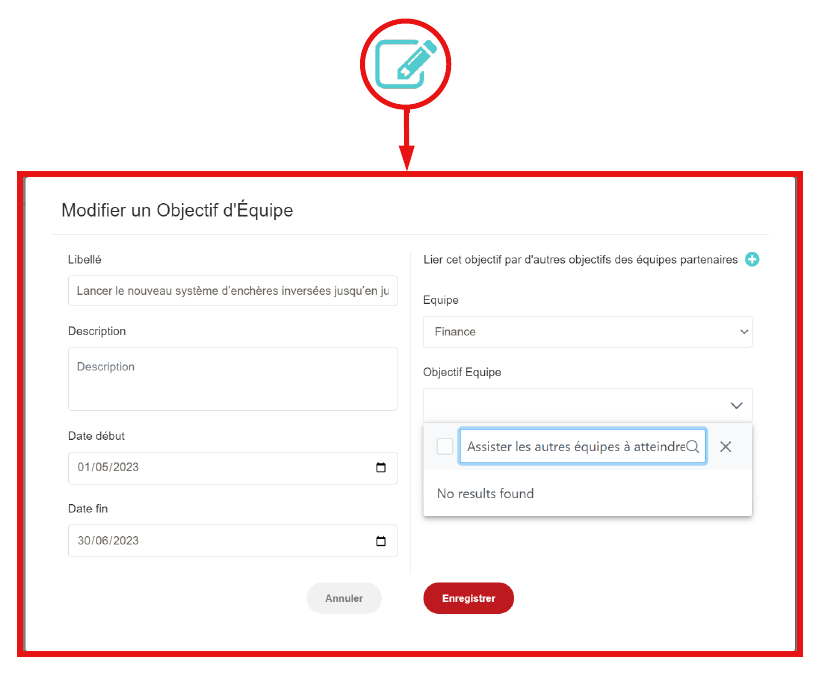 Modifier un Objectif d'Équipe
Libellé
Lancer le nouveau système d'enchères inversées jusqu'en ju
Description
Description
Date début
01/05/2023
Date fin
30/06/2023
Lier cet objectif par d'autres objectifs des équipes partenaires
Equipe
Finance
Objectif Equipe
Assister les autres équipes à atteindre
No results found
Annuler
Enregistrer